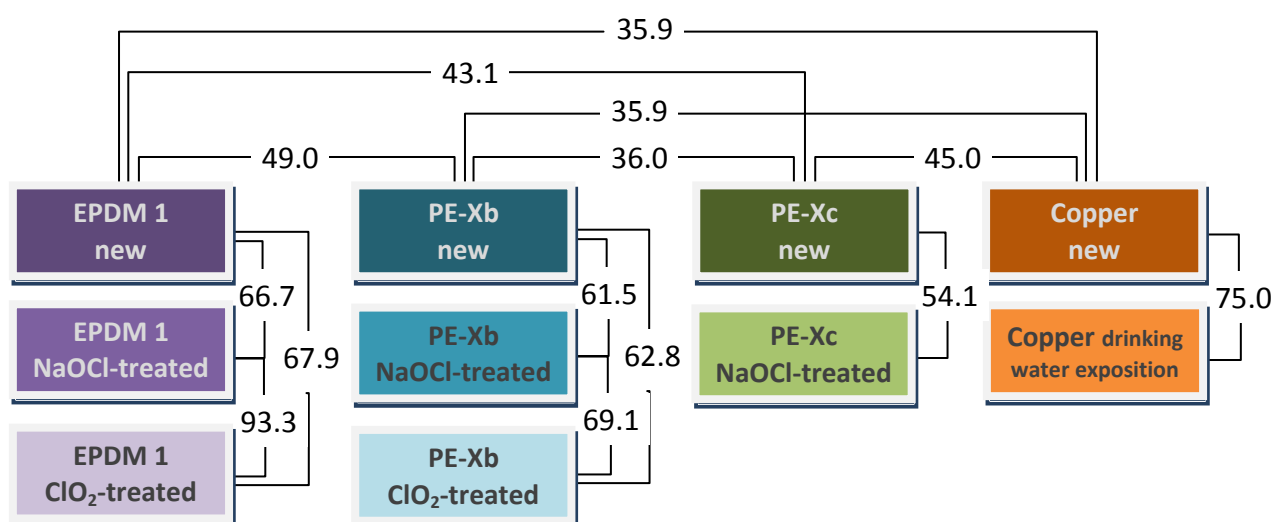 35.9
43.1
35.9
49.0
36.0
45.0
EPDM 1
new
PE-Xb
new
PE-Xc
new
Copper
new
66.7
61.5
54.1
75.0
EPDM 1
NaOCl-treated
67.9
PE-Xb
NaOCl-treated
62.8
PE-Xc
NaOCl-treated
Copper drinking
water exposition
93.3
69.1
EPDM 1
ClO₂-treated
PE-Xb
ClO₂-treated